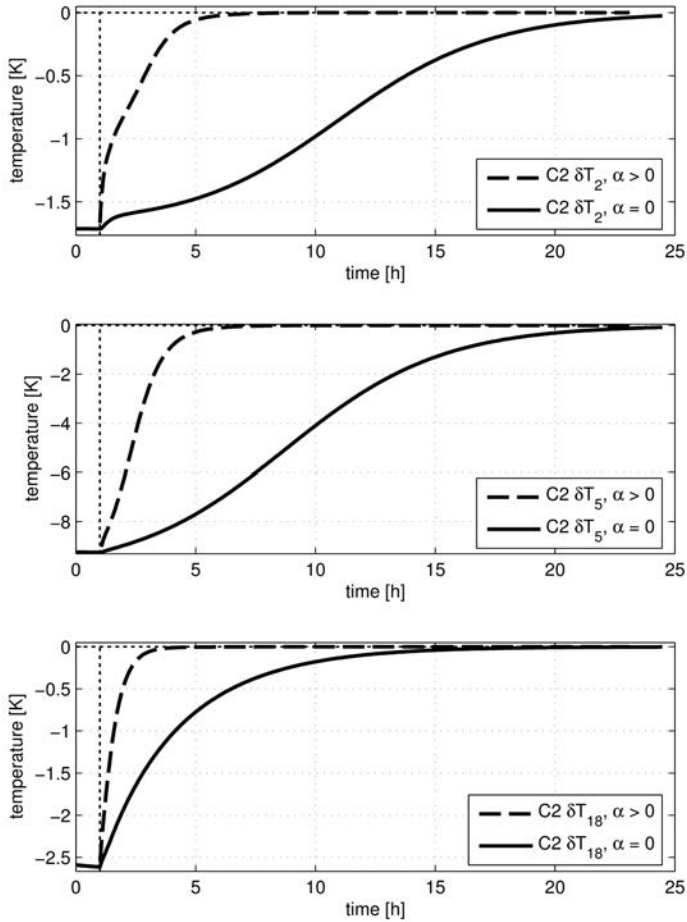 0
−0.5
−1
−1.5
temperature [K]
0 5 10 15 20 25
time [h]
C2 δT₂, α > 0
C2 δT₂, α = 0
0
−2
−4
−6
−8
temperature [K]
0 5 10 15 20 25
time [h]
C2 δT₅, α > 0
C2 δT₅, α = 0
0
−0.5
−1
−1.5
−2
−2.5
temperature [K]
0 5 10 15 20 25
time [h]
C2 δT₁₈, α > 0
C2 δT₁₈, α = 0